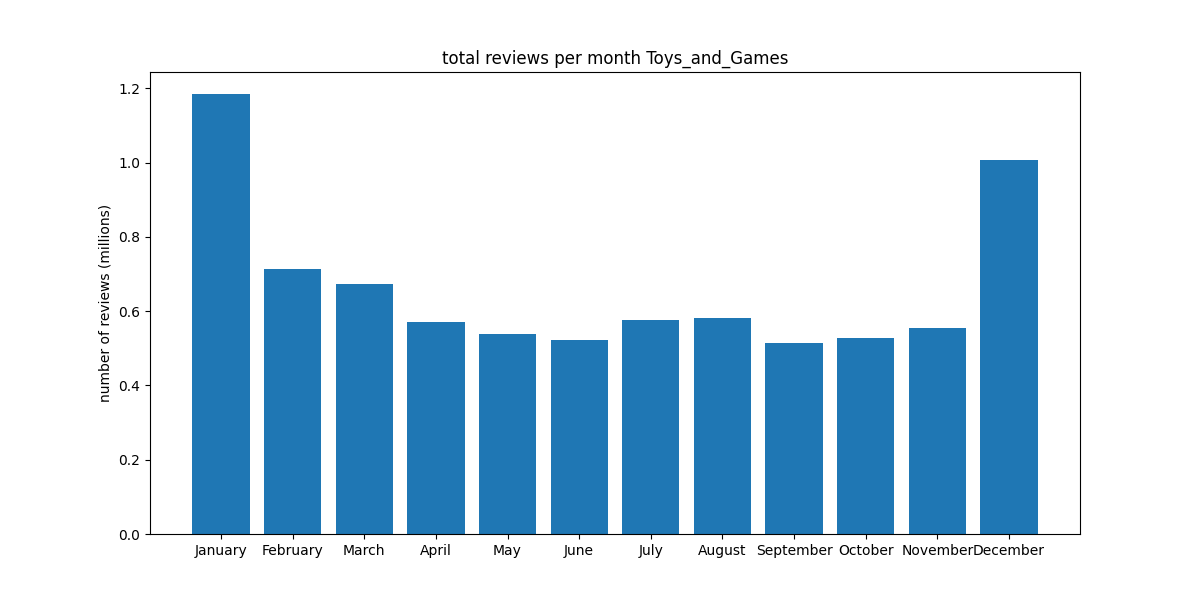 total reviews per month Toys_and_Games
number of reviews (millions)
1.2
1.0
0.8
0.6
0.4
0.2
0.0
January February March April May June July August September October November December